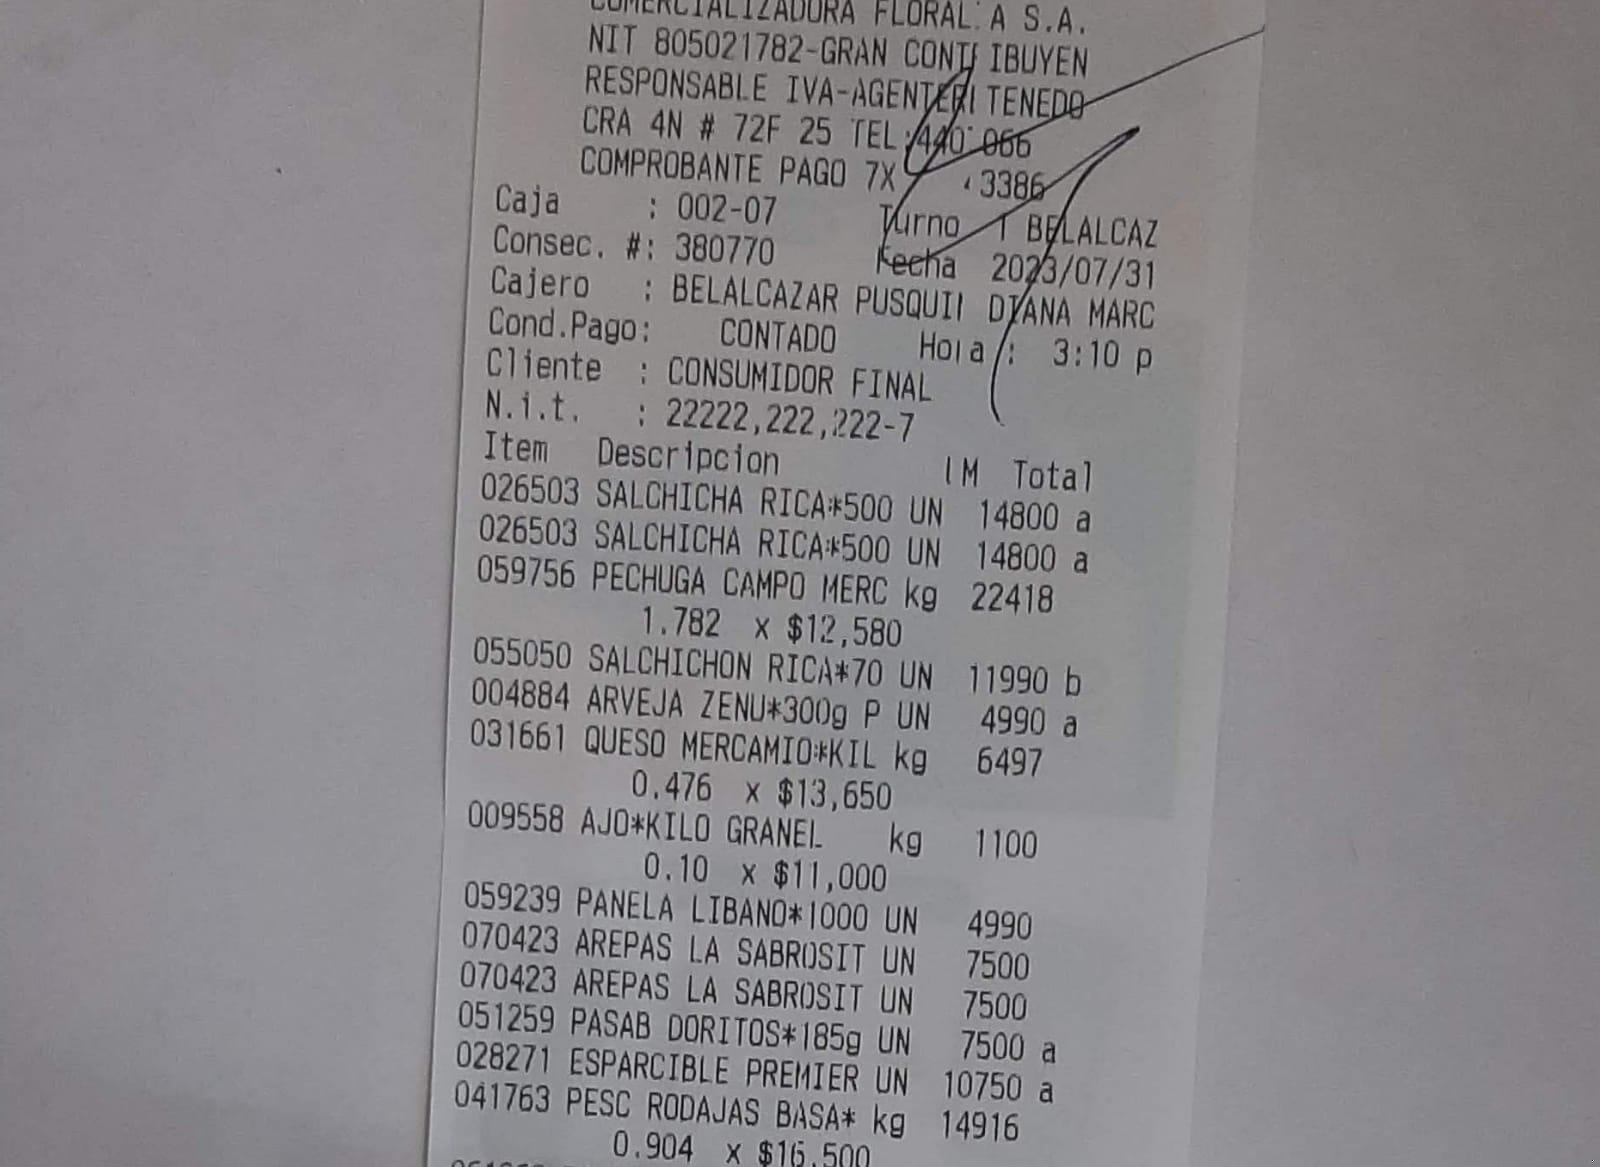 COMERCIALIZADORA FLORAL A S.A.
NIT 805021782-GRAN CONT IBUYEN
RESPONSABLE IVA-AGENTERI TENEDO
CRA 4N # 72F 25 TEL:440 066
COMPROBANTE PAGO 7X 3386
Caja : 002-07 Turno 1 BELALCAZ
Consec. #: 380770 Fecha 2023/07/31
Cajero : BELALCAZAR PUSQUI DIANA MARC
Cond.Pago: CONTADO Hora : 3:10 p
Cliente : CONSUMIDOR FINAL
N.i.t. : 22222,222,222-7
Item Descripcion M Total
026503 SALCHICHA RICA*500 UN 14800 a
026503 SALCHICHA RICA*500 UN 14800 a
059756 PECHUGA CAMPO MERC kg 22418
1.782 x $12,580
055050 SALCHICHON RICA*70 UN 11990 b
004884 ARVEJA ZENU*300g P UN 4990 a
031661 QUESO MERCAMIO*KIL kg 6497
0.476 x $13,650
009558 AJO*KILO GRANEL kg 1100
0.10 x $11,000
059239 PANELA LIBANO*1000 UN 4990
070423 AREPAS LA SABROSIT UN 7500
070423 AREPAS LA SABROSIT UN 7500
051259 PASAB DORITOS*185g UN 7500 a
028271 ESPARCIBLE PREMIER UN 10750 a
041763 PESC RODAJAS BASA* kg 14916
0.904 x $16,500